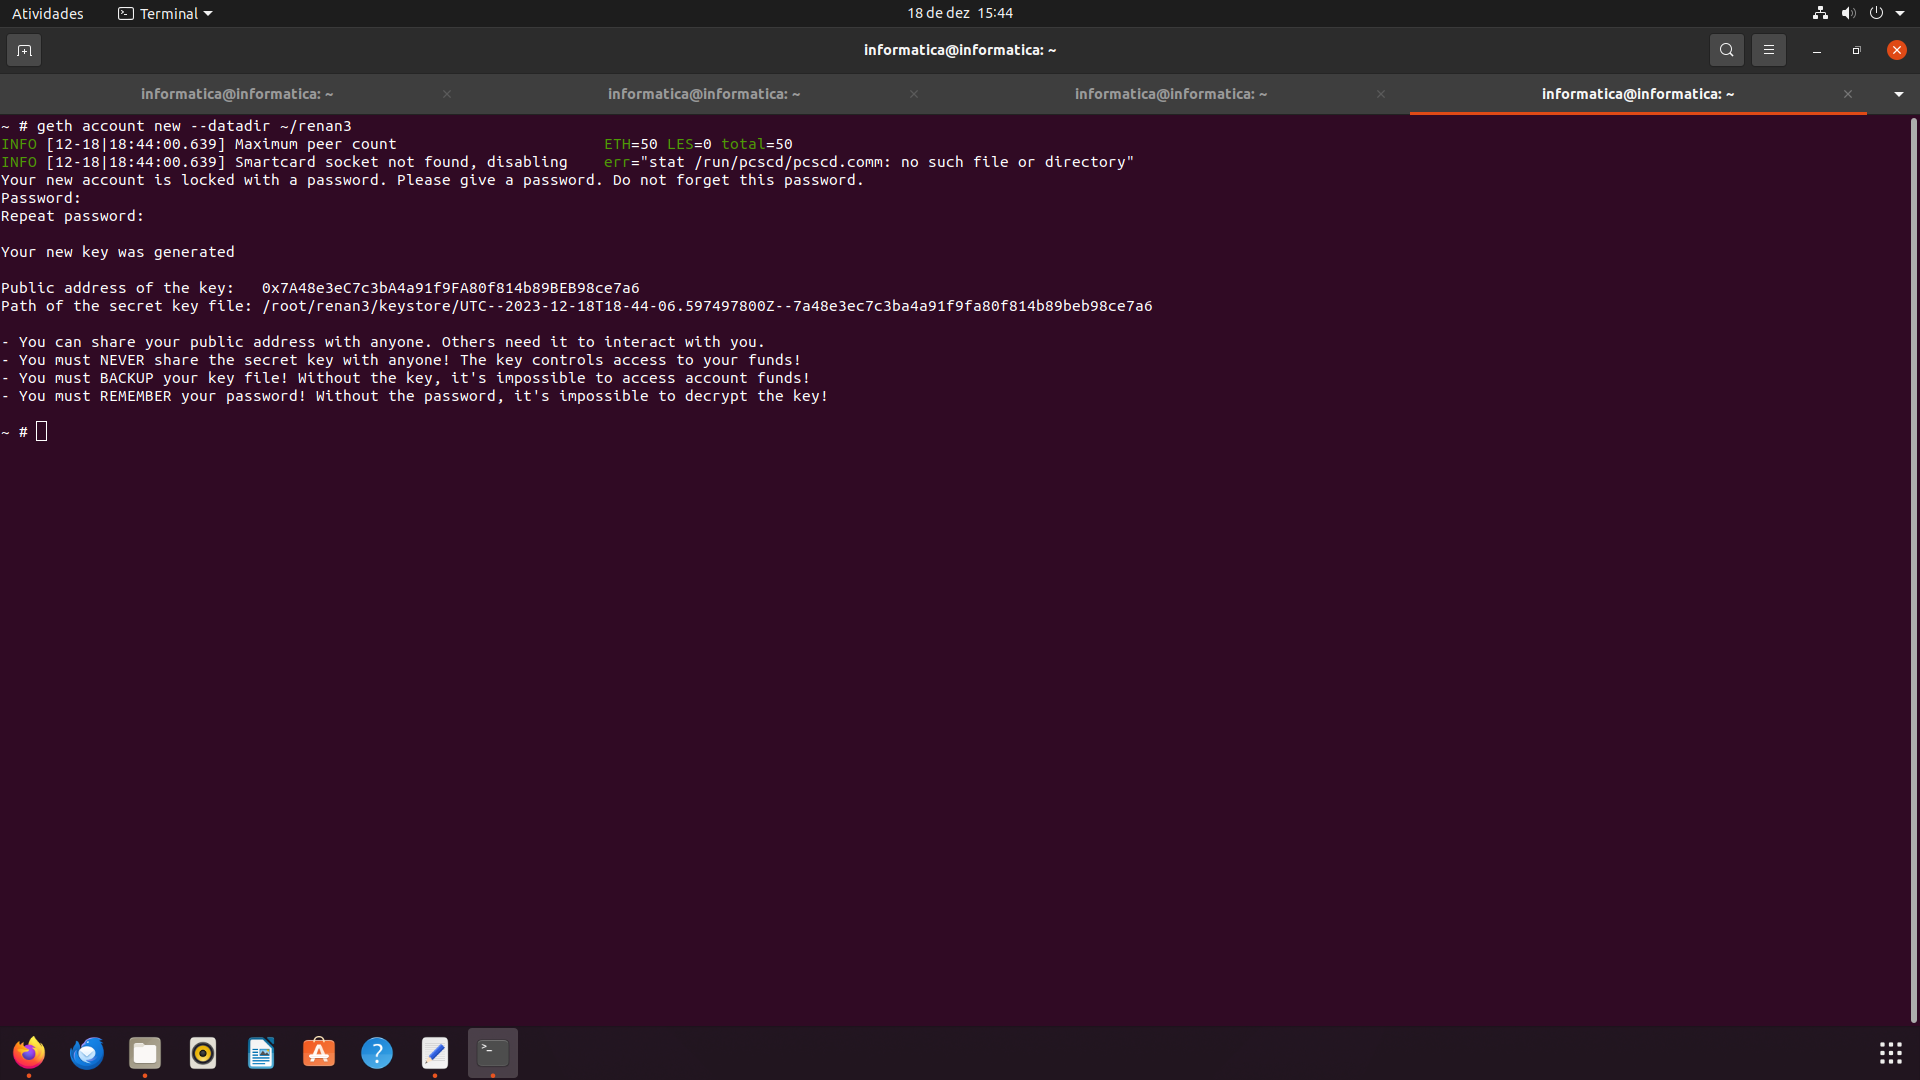 Atividades
Terminal
18 de dez 15:44
informatica@informatica: ~
informatica@informatica: ~
informatica@informatica: ~
informatica@informatica: ~
informatica@informatica: ~
~ # geth account new --datadir ~/renan3
INFO [12-18|18:44:00.639] Maximum peer count                       ETH=50 LES=0 total=50
INFO [12-18|18:44:00.639] Smartcard socket not found, disabling    err="stat /run/pcscd/pcscd.comm: no such file or directory"
Your new account is locked with a password. Please give a password. Do not forget this password.
Password:
Repeat password:
Your new key was generated
Public address of the key:   0x7A48e3eC7c3bA4a91f9FA80f814b89BEB98ce7a6
Path of the secret key file: /root/renan3/keystore/UTC--2023-12-18T18-44-06.597497800Z--7a48e3ec7c3ba4a91f9fa80f814b89beb98ce7a6
- You can share your public address with anyone. Others need it to interact with you.
- You must NEVER share the secret key with anyone! The key controls access to your funds!
- You must BACKUP your key file! Without the key, it's impossible to access account funds!
- You must REMEMBER your password! Without the password, it's impossible to decrypt the key!
~ #